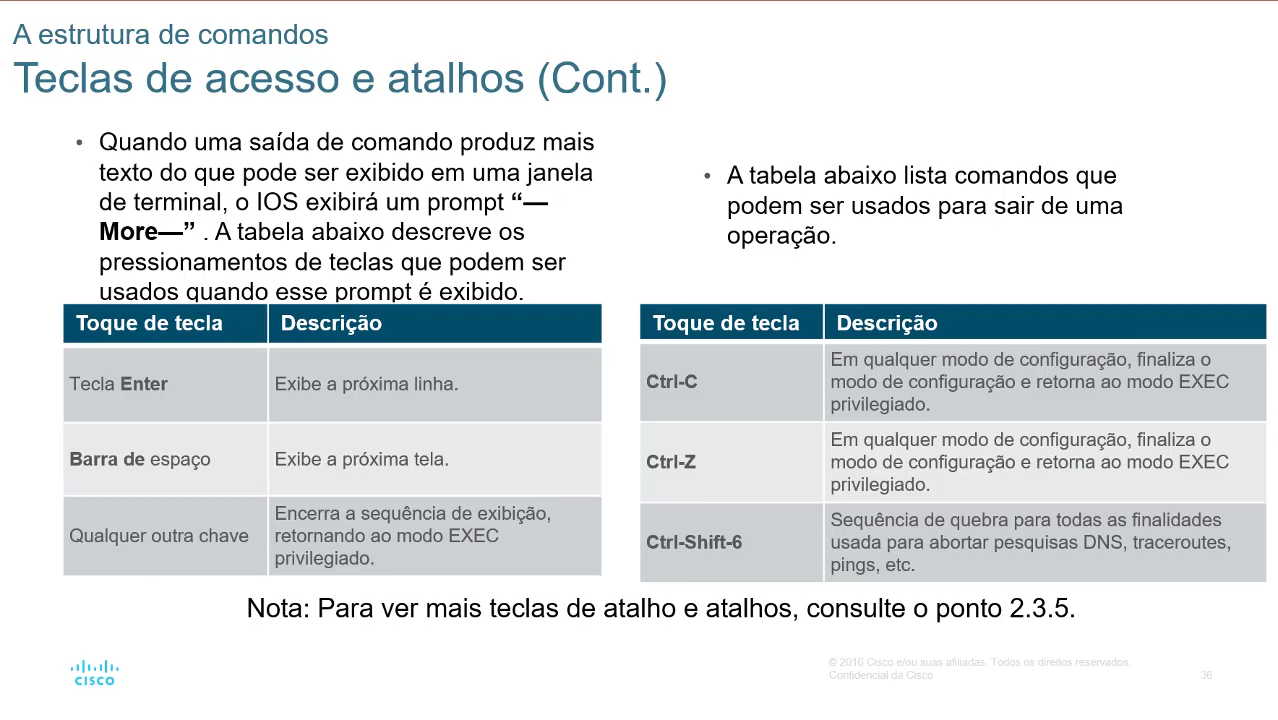 A estrutura de comandos
Teclas de acesso e atalhos (Cont.)
• Quando uma saída de comando produz mais
texto do que pode ser exibido em uma janela
de terminal, o IOS exibirá um prompt “—
More—” . A tabela abaixo descreve os
pressionamentos de teclas que podem ser
usados quando esse prompt é exibido.
Toque de tecla Descrição
Tecla Enter Exibe a próxima linha.
Barra de espaço Exibe a próxima tela.
Qualquer outra chave Encerra a sequência de exibição,
retornando ao modo EXEC
privilegiado.
• A tabela abaixo lista comandos que
podem ser usados para sair de uma
operação.
Toque de tecla Descrição
Ctrl-C Em qualquer modo de configuração, finaliza o
modo de configuração e retorna ao modo EXEC
privilegiado.
Ctrl-Z Em qualquer modo de configuração, finaliza o
modo de configuração e retorna ao modo EXEC
privilegiado.
Ctrl-Shift-6 Sequência de quebra para todas as finalidades
usada para abortar pesquisas DNS, traceroutes,
pings, etc.
Nota: Para ver mais teclas de atalho e atalhos, consulte o ponto 2.3.5.
CISCO
© 2016 Cisco e/ou suas afiliadas. Todos os direitos reservados.
Confidencial da Cisco
36